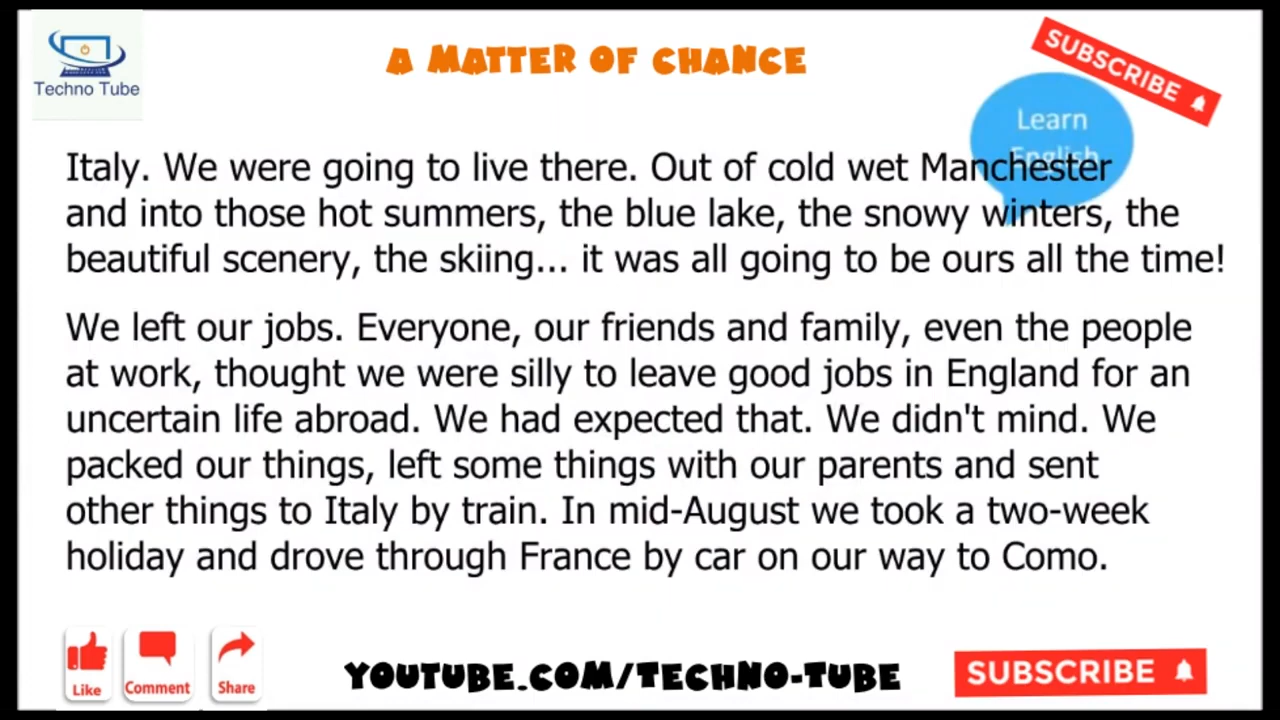 Techno Tube
A MATTER OF CHANCE
SUBSCRIBE
Learn
English
Italy. We were going to live there. Out of cold wet Manchester
and into those hot summers, the blue lake, the snowy winters, the
beautiful scenery, the skiing... it was all going to be ours all the time!
We left our jobs. Everyone, our friends and family, even the people
at work, thought we were silly to leave good jobs in England for an
uncertain life abroad. We had expected that. We didn't mind. We
packed our things, left some things with our parents and sent
other things to Italy by train. In mid-August we took a two-week
holiday and drove through France by car on our way to Como.
Like
Comment
Share
YOUTUBE.COM/TECHNO-TUBE
SUBSCRIBE